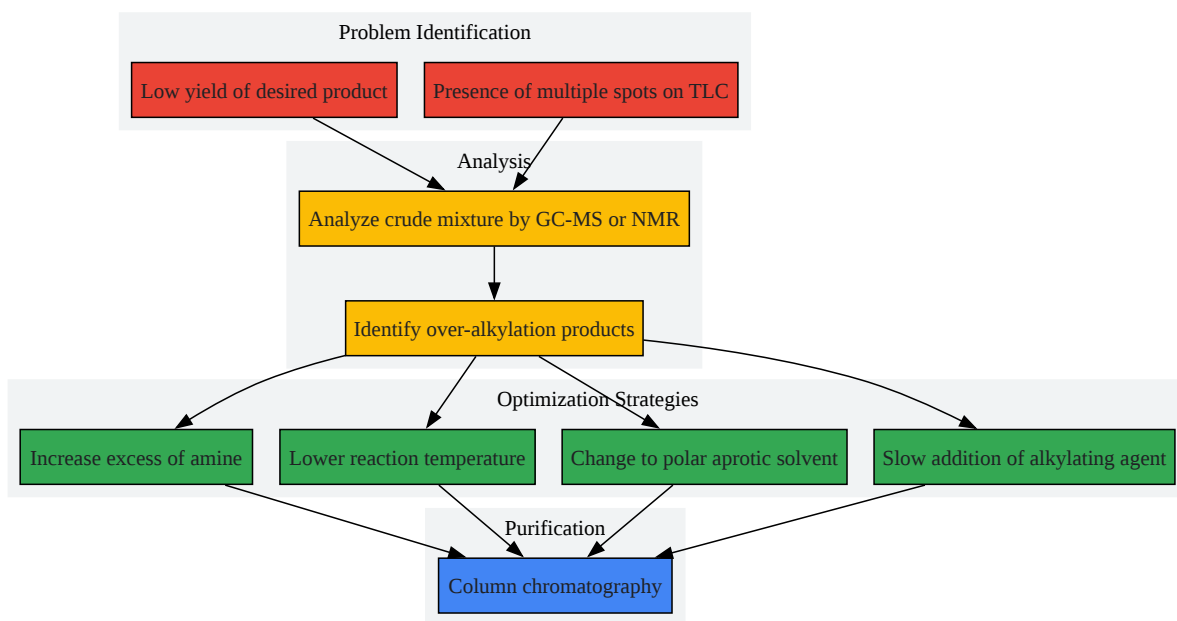 Problem Identification
Low yield of desired product
Presence of multiple spots on TLC
Analysis
Analyze crude mixture by GC-MS or NMR
Identify over-alkylation products
Optimization Strategies
Increase excess of amine
Lower reaction temperature
Change to polar aprotic solvent
Slow addition of alkylating agent
Purification
Column chromatography